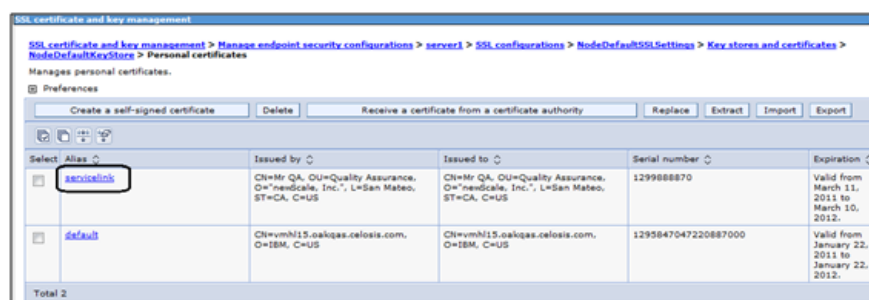 SSL certificate and key management
SSL certificate and key management > Manage endpoint security configurations > server1 > SSL configurations > NodeDefaultSSLSettings > Key stores and certificates >
NodeDefaultKeyStore > Personal certificates
Manages personal certificates.
Preferences
Create a self-signed certificate Delete Receive a certificate from a certificate authority Replace Extract Import Export
Select Alias Issued by Issued to Serial number Expiration
servicelink CN=Mr QA, OU=Quality Assurance, CN=Mr QA, OU=Quality Assurance, 1299888870 Valid from
O="newScale, Inc.", L=San Mateo, O="newScale, Inc.", L=San Mateo, March 11,
ST=CA, C=US ST=CA, C=US 2011 to
March 10,
2012.
default CN=vmhl15.oakqas.celosis.com, CN=vmhl15.oakqas.celosis.com, 1295847047220887000 Valid from
O=IBM, C=US O=IBM, C=US January 22,
2011 to
January 22,
2012.
Total 2